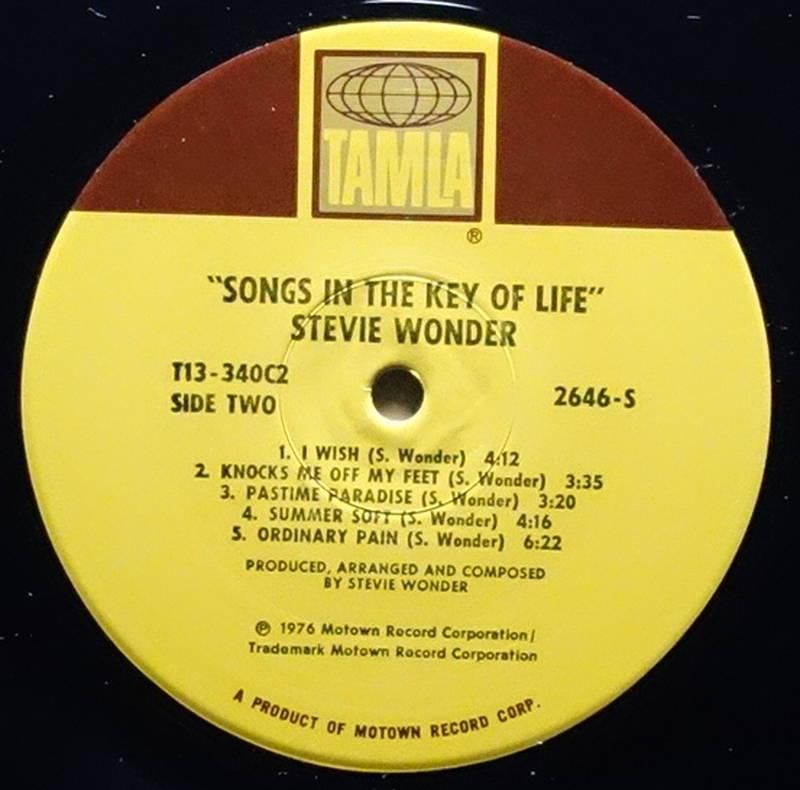 TAMLA
®
"SONGS IN THE KEY OF LIFE"
STEVIE WONDER
T13-340C2
SIDE TWO
2646-S
1. I WISH (S. Wonder) 4:12
2. KNOCKS ME OFF MY FEET (S. Wonder) 3:35
3. PASTIME PARADISE (S. Wonder) 3:20
4. SUMMER SOFT (S. Wonder) 4:16
5. ORDINARY PAIN (S. Wonder) 6:22
PRODUCED, ARRANGED AND COMPOSED
BY STEVIE WONDER
℗ 1976 Motown Record Corporation/
Trademark Motown Record Corporation
A PRODUCT OF MOTOWN RECORD CORP.